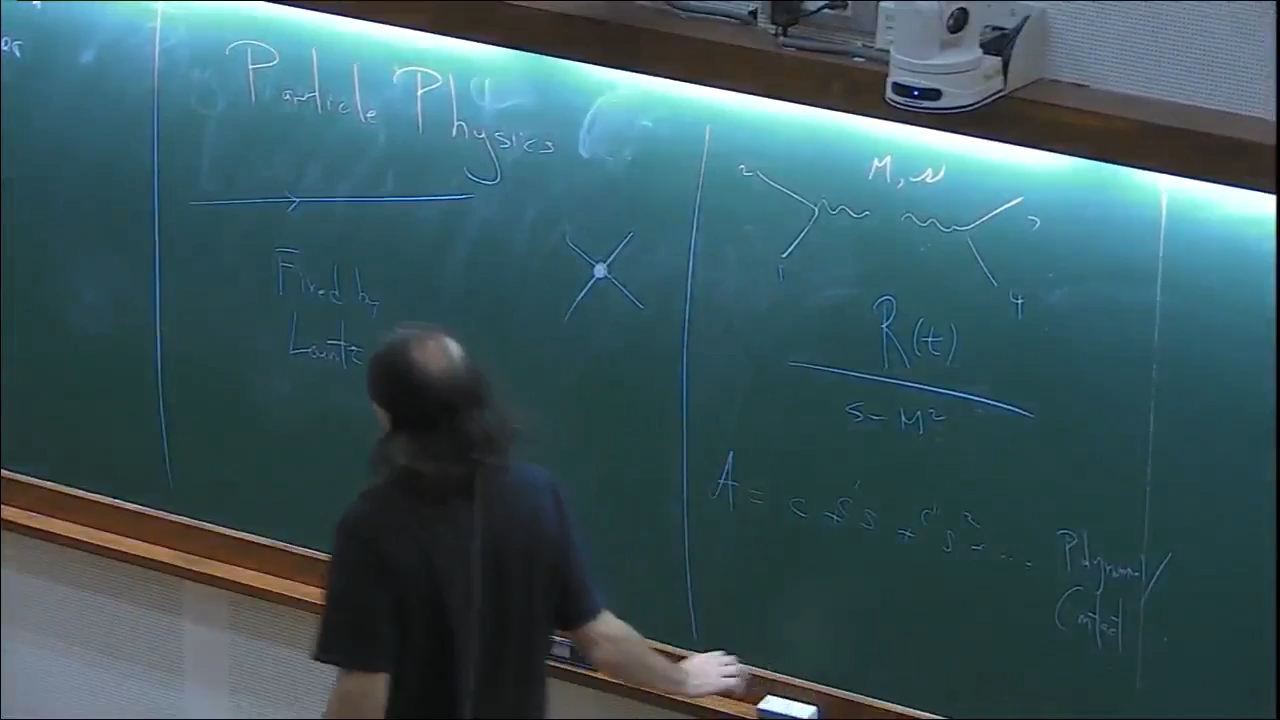 Particle Physics
Fixed by
Lorentz
2
M, s
3
1
4
R(t)
s - M²
A = c + c's + c"s² + ...
Polynomial/
Contact